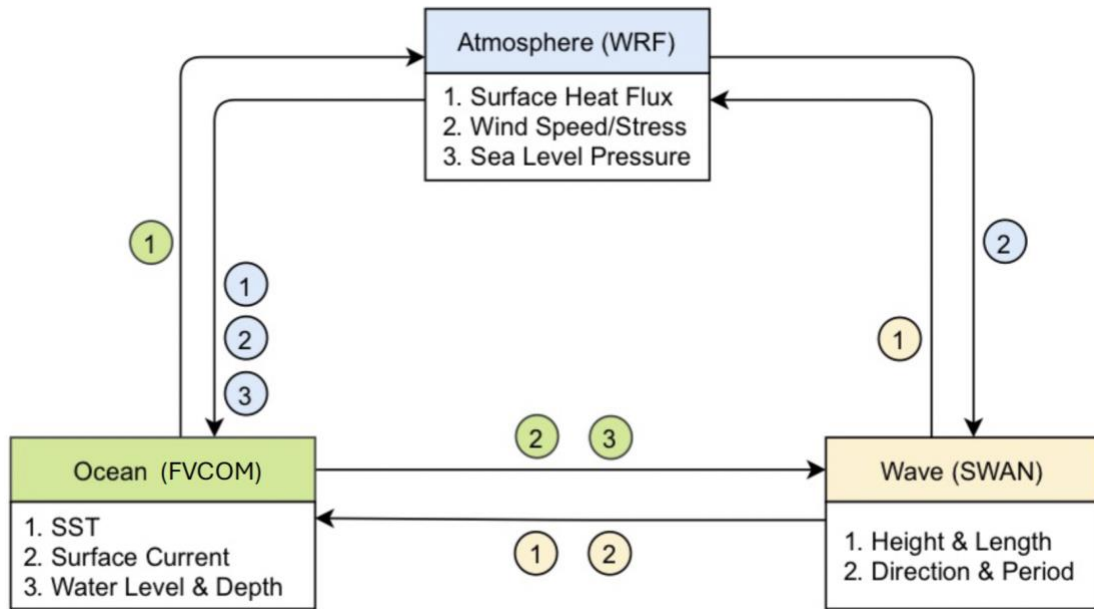 Atmosphere (WRF)
1. Surface Heat Flux
2. Wind Speed/Stress
3. Sea Level Pressure
1
2
1
2
3
1
2 3
Ocean (FVCOM)
1. SST
2. Surface Current
3. Water Level & Depth
Wave (SWAN)
1. Height & Length
2. Direction & Period
1 2